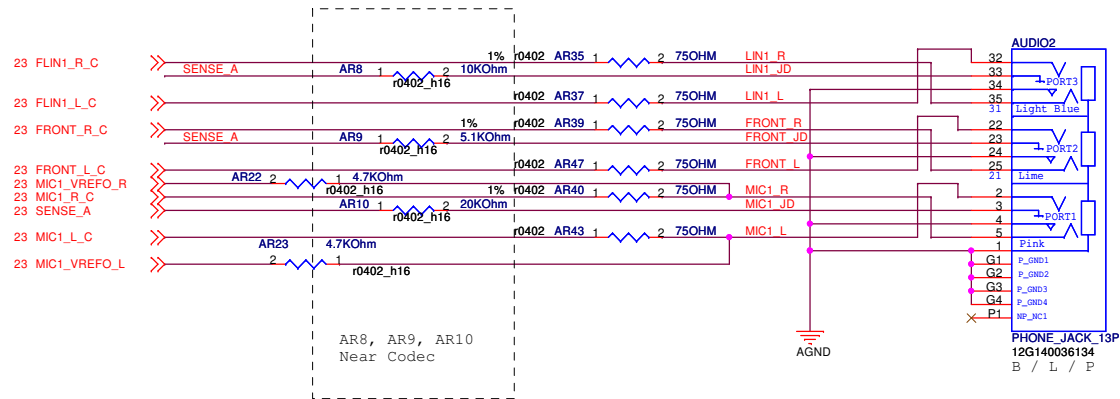 AUDIO2
23 FLIN1_R_C 1% r0402 AR35 1 2 75OHM LIN1_R 32
SENSE_A AR8 1 2 10KOhm LIN1_JD 33
r0402_h16
34 PORT3
23 FLIN1_L_C r0402 AR37 1 2 75OHM LIN1_L 35
31 Light Blue
23 FRONT_R_C 1% r0402 AR39 1 2 75OHM FRONT_R 22
SENSE_A AR9 1 2 5.1KOhm FRONT_JD 23
r0402_h16
24 PORT2
23 FRONT_L_C r0402 AR47 1 2 75OHM FRONT_L 25
23 MIC1_VREFO_R AR22 2 1 4.7KOhm 21 Lime
r0402_h16
23 MIC1_R_C 1% r0402 AR40 1 2 75OHM MIC1_R 2
23 SENSE_A AR10 1 2 20KOhm MIC1_JD 3
r0402_h16
4 PORT1
23 MIC1_L_C r0402 AR43 1 2 75OHM MIC1_L 5
AR23 4.7KOhm 1 Pink
23 MIC1_VREFO_L 2 1 G1 P_GND1
r0402_h16
G2 P_GND2
G3 P_GND3
G4 P_GND4
P1 NP_NC1
AR8, AR9, AR10
Near Codec
AGND
PHONE_JACK_13P
12G140036134
B / L / P